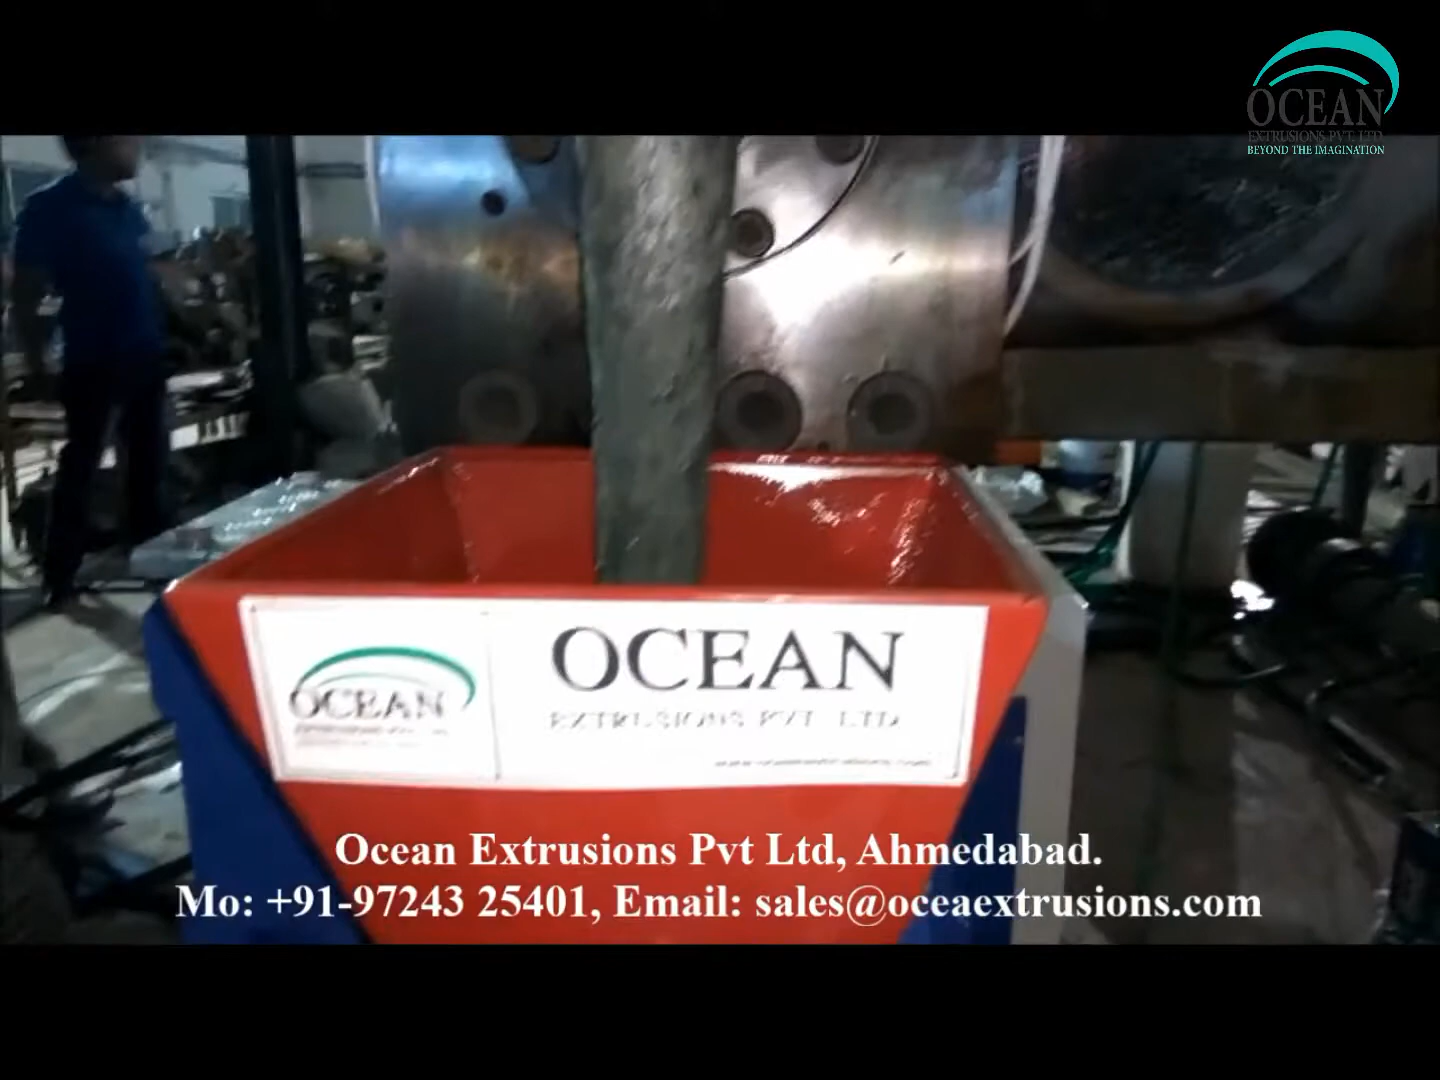 OCEAN
EXTRUSIONS PVT. LTD.
BEYOND THE IMAGINATION
OCEAN
OCEAN
EXTRUSIONS PVT LTD
Ocean Extrusions Pvt Ltd, Ahmedabad.
Mo: +91-97243 25401, Email: sales@oceaextrusions.com